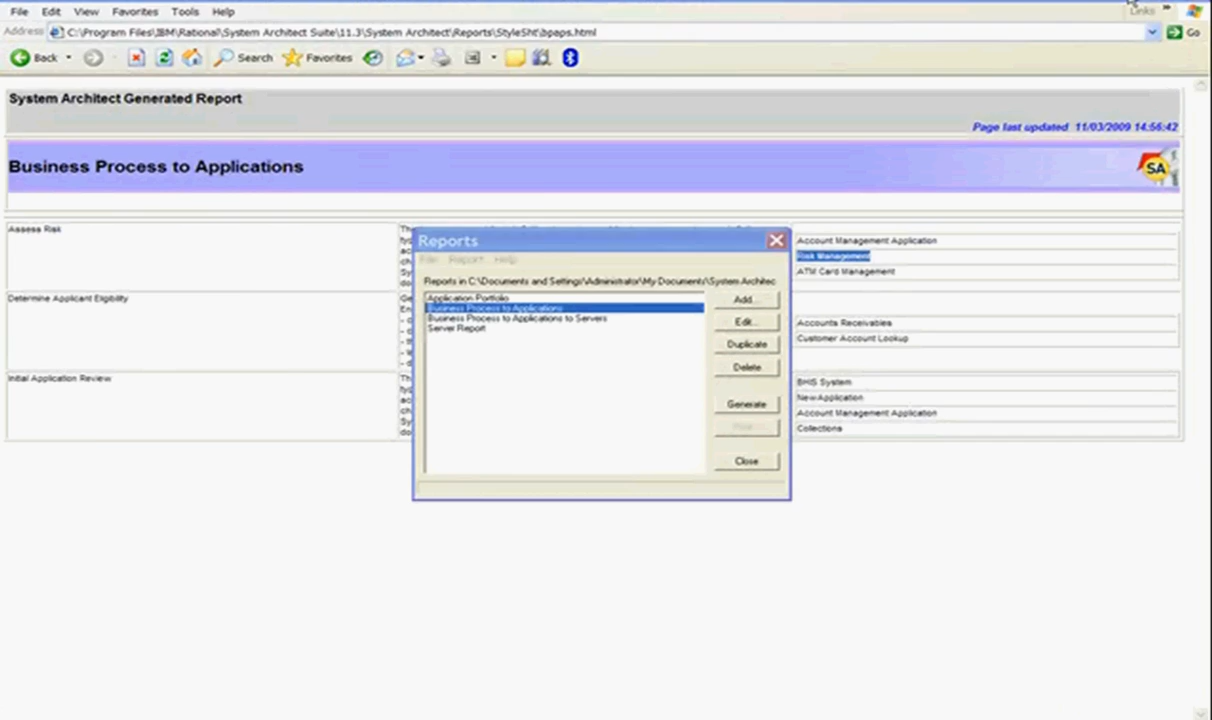 File Edit View Favorites Tools Help
Links »
Address C:\Program Files\IBM\Rational\System Architect Suite\11.3\System Architect\Reports\StyleSht\bpaps.html
Go
Back Search Favorites
System Architect Generated Report
Page last updated 11/03/2009 14:56:42
Business Process to Applications
SA
Assess Risk
Account Management Application
Risk Management
ATM Card Management
Determine Applicant Eligibility
Accounts Receivables
Customer Account Lookup
Initial Application Review
BHIS System
New Application
Account Management Application
Collections
Reports
File Report Help
Reports in C:\Documents and Settings\Administrator\My Documents\System Architec
Application Portfolio
Business Process to Applications
Business Process to Applications to Servers
Server Report
Add...
Edit...
Duplicate
Delete
Generate
Close